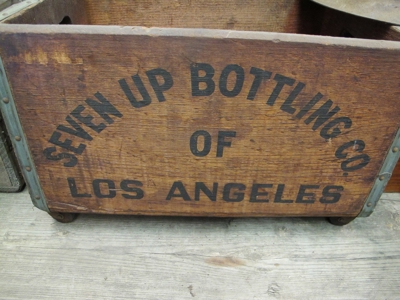 SEVEN UP BOTTLING CO.
OF
LOS ANGELES